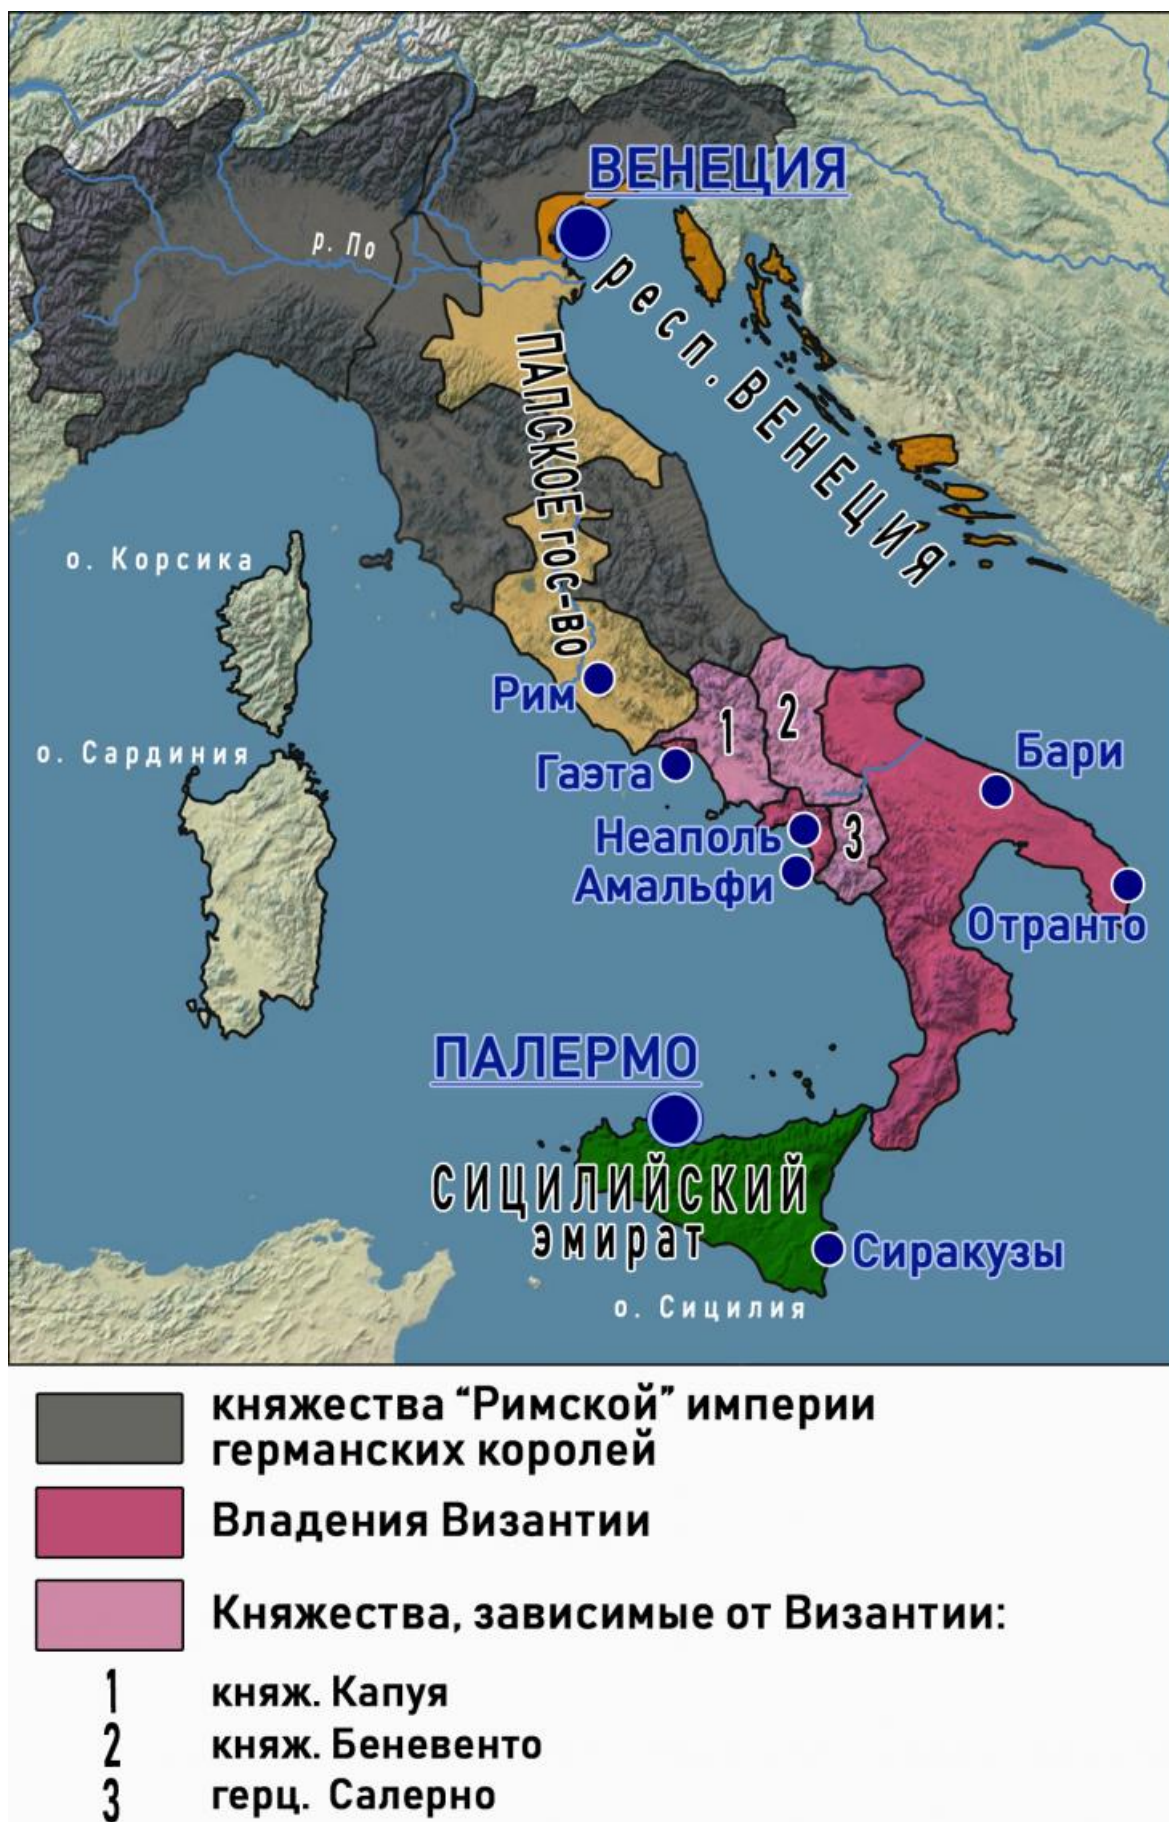 ВЕНЕЦИЯ
р. По
респ. ВЕНЕЦИЯ
ПАПСКОЕ гос-во
о. Корсика
Рим
о. Сардиния
Гаэта
1
2
Бари
Неаполь
3
Амальфи
Отранто
ПАЛЕРМО
СИЦИЛИЙСКИЙ
эмират
Сиракузы
о. Сицилия
княжества “Римской” империи
германских королей
Владения Византии
Княжества, зависимые от Византии:
1 княж. Капуя
2 княж. Беневенто
3 герц. Салерно